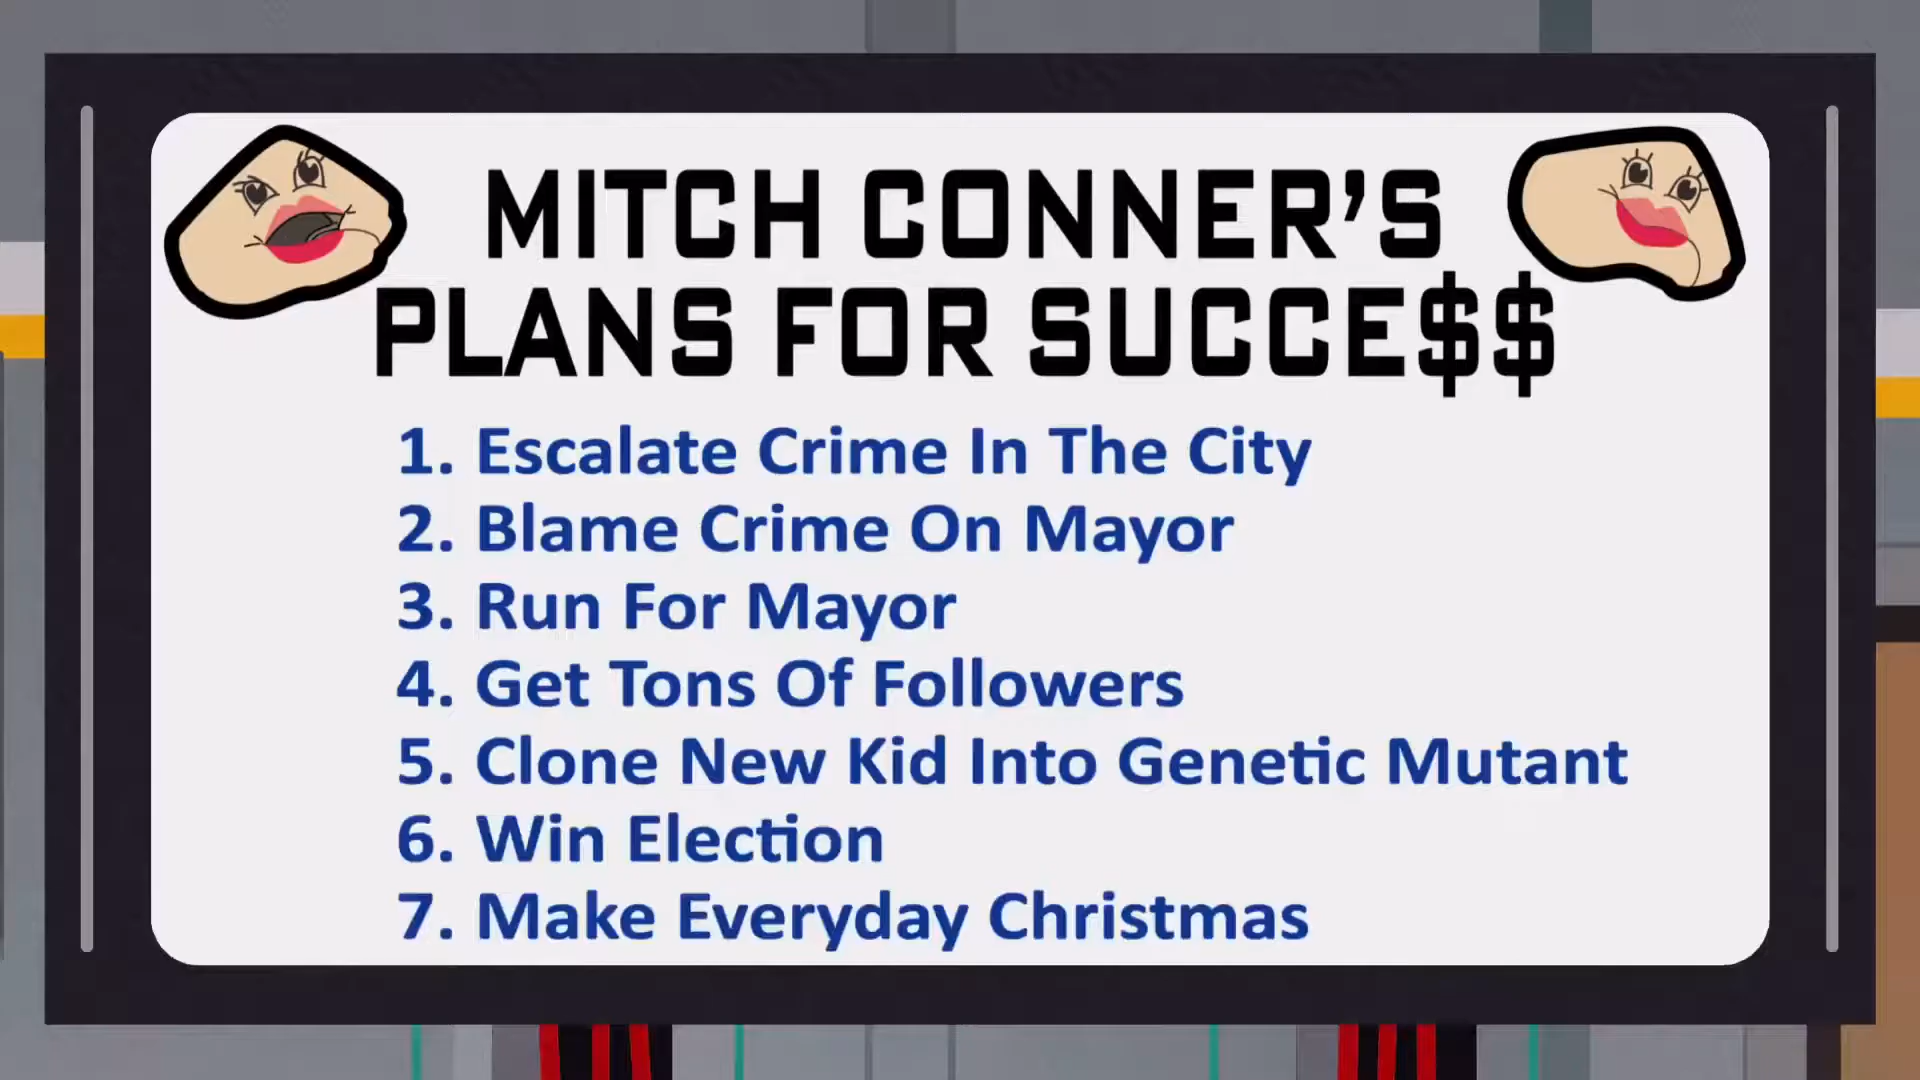 MITCH CONNER'S
PLANS FOR SUCCE$$
1. Escalate Crime In The City
2. Blame Crime On Mayor
3. Run For Mayor
4. Get Tons Of Followers
5. Clone New Kid Into Genetic Mutant
6. Win Election
7. Make Everyday Christmas